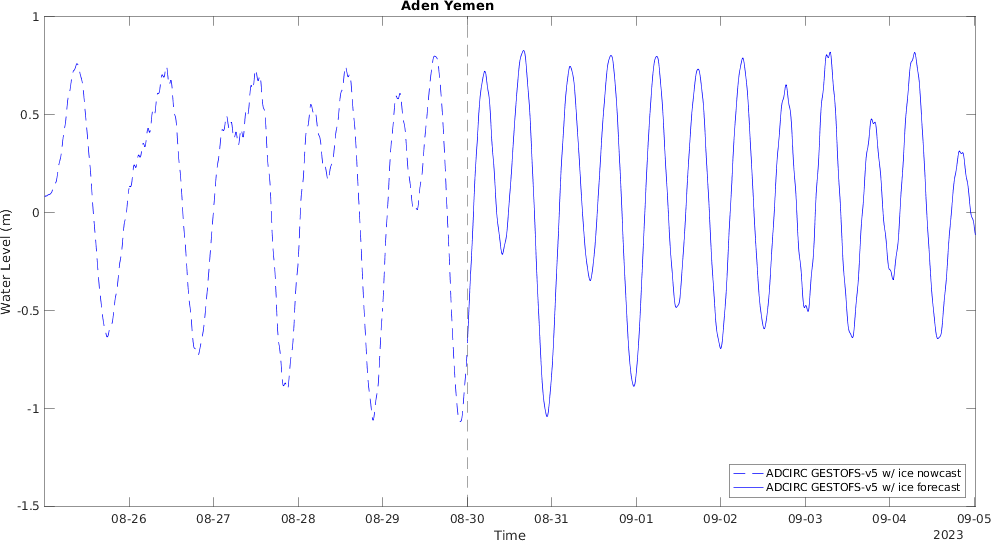 Aden Yemen
1
0.5
0
-0.5
-1
-1.5
Water Level (m)
ADCIRC GESTOFS-v5 w/ ice nowcast
ADCIRC GESTOFS-v5 w/ ice forecast
08-26 08-27 08-28 08-29 08-30 08-31 09-01 09-02 09-03 09-04 09-05
Time
2023